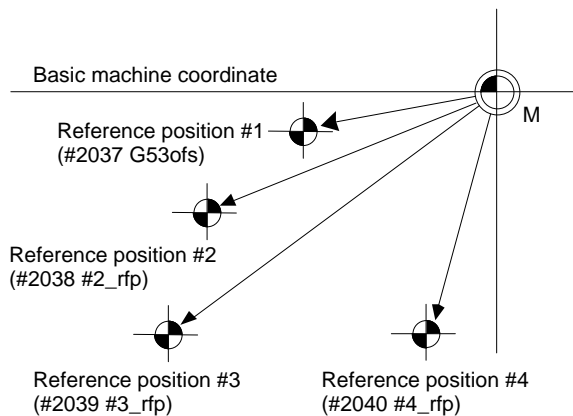 Basic machine coordinate
M
Reference position #1
(#2037 G53ofs)
Reference position #2
(#2038 #2_rfp)
Reference position #3
(#2039 #3_rfp)
Reference position #4
(#2040 #4_rfp)